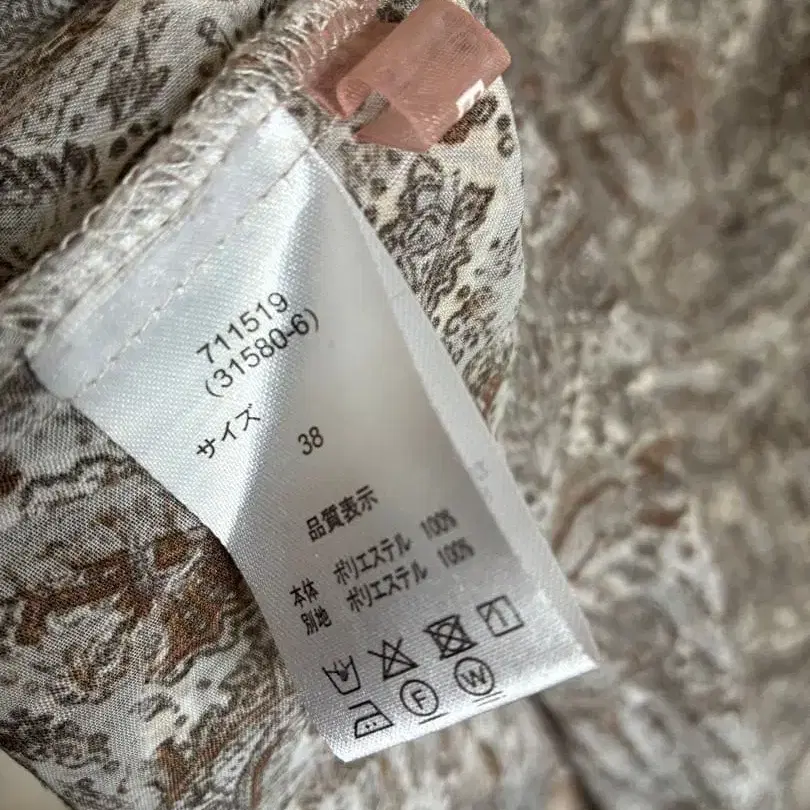 711519
(31580-6)
サイズ 38
品質表示
本体 ポリエステル 100%
別地 ポリエステル 100%
F W